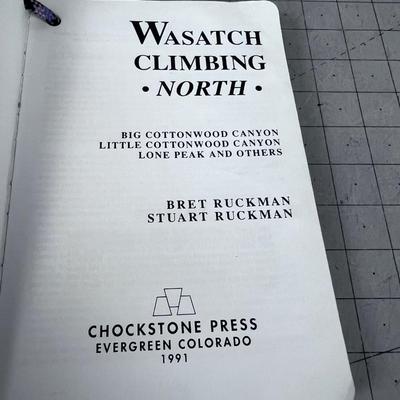 WASATCH
CLIMBING
• NORTH •
BIG COTTONWOOD CANYON
LITTLE COTTONWOOD CANYON
LONE PEAK AND OTHERS
BRET RUCKMAN
STUART RUCKMAN
CHOCKSTONE PRESS
EVERGREEN COLORADO
1991